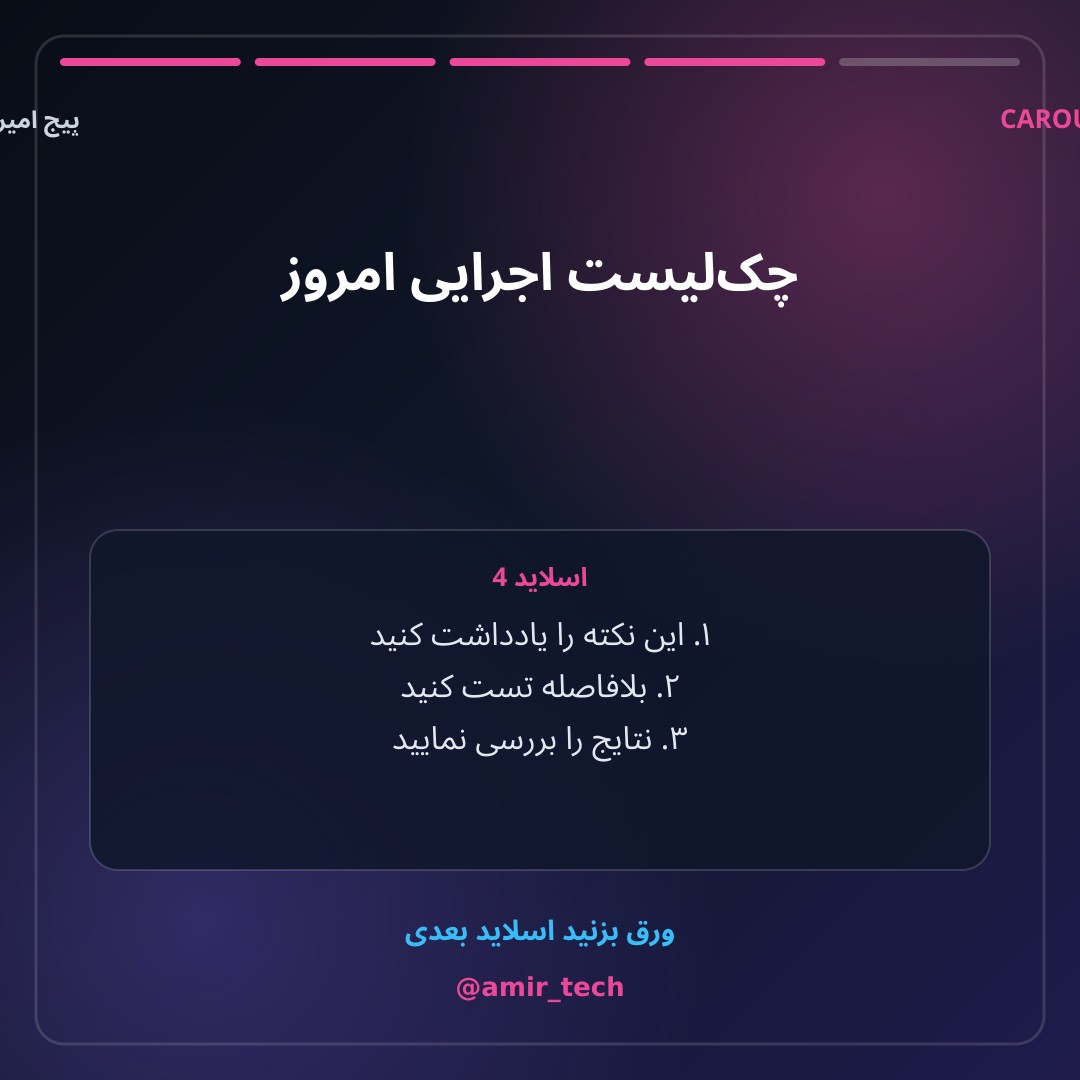 پیج امیر
CAROU
چک‌لیست اجرایی امروز
اسلاید 4
۱. این نکته را یادداشت کنید
۲. بلافاصله تست کنید
۳. نتایج را بررسی نمایید
ورق بزنید اسلاید بعدی
@amir_tech